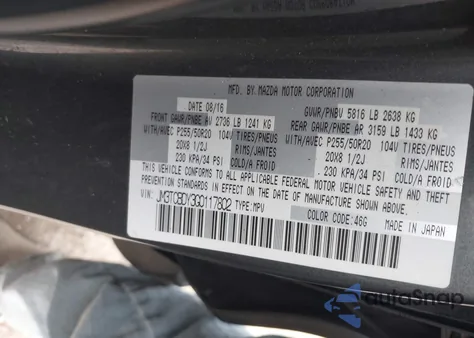 MFD. BY MAZDA MOTOR CORPORATION
DATE 08/16 GVWR/PNBV 5816 LB 2638 KG
FRONT GAWR/PNBE AV 2736 LB 1241 KG REAR GAWR/PNBE AR 3159 LB 1433 KG
WITH/AVEC P255/50R20 104V TIRES/PNEUS WITH/AVEC P255/50R20 104V TIRES/PNEUS
20X8 1/2J RIMS/JANTES 20X8 1/2J RIMS/JANTES
230 KPA/34 PSI COLD/A FROID 230 KPA/34 PSI COLD/A FROID
THIS VEHICLE CONFORMS TO ALL APPLICABLE FEDERAL MOTOR VEHICLE SAFETY AND THEFT
PREVENTION STANDARDS IN EFFECT ON THE DATE OF MANUFACTURE SHOWN ABOVE.
VIN: JM3TCBDY3G0117802 TYPE: MPV COLOR CODE: 46G MADE IN JAPAN
autoSnap